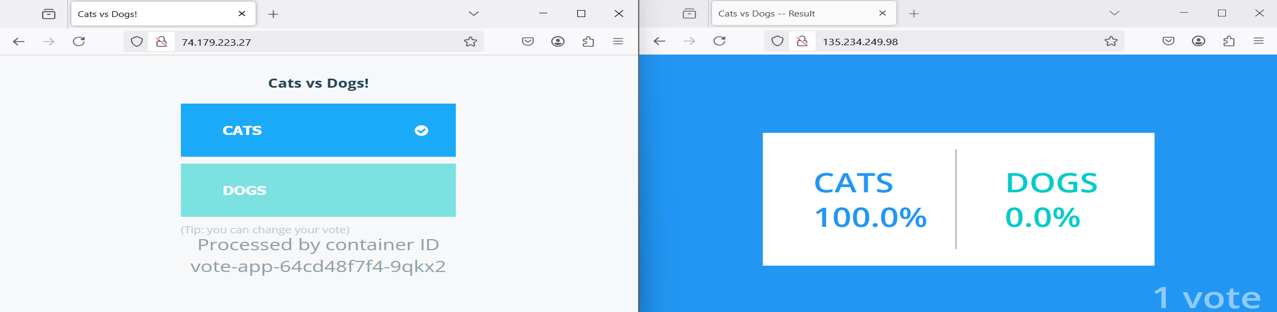 Cats vs Dogs!
74.179.223.27
Cats vs Dogs!
CATS
DOGS
(Tip: you can change your vote)
Processed by container ID
vote-app-64cd48f7f4-9qkx2
Cats vs Dogs -- Result
135.234.249.98
CATS
100.0%
DOGS
0.0%
1 vote